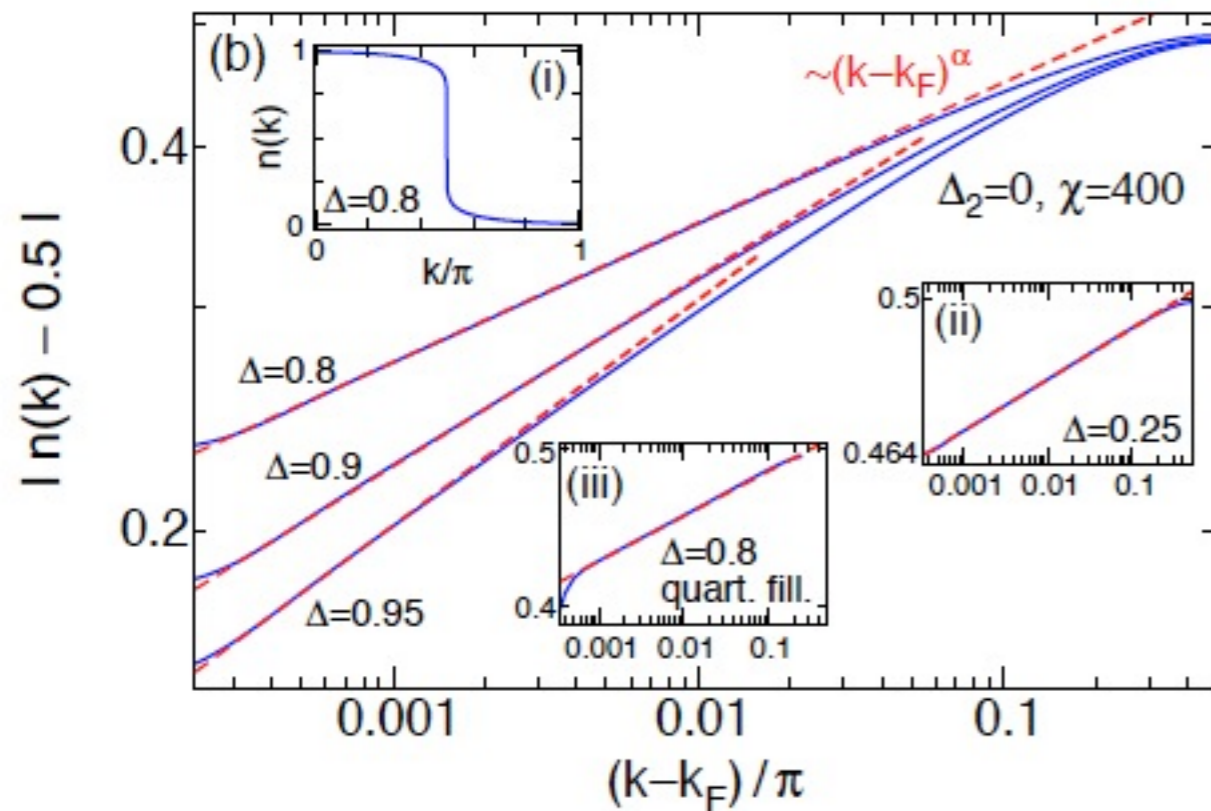 (b)
1
(i)
n(k)
Δ=0.8
0
0
1
k/π
~(k−k_F)^α
0.4
Δ₂=0, χ=400
| n(k) − 0.5 |
0.5
(ii)
Δ=0.8
Δ=0.25
0.464
0.001 0.01 0.1
Δ=0.9
0.5
(iii)
Δ=0.8
quart. fill.
0.4
0.001 0.01 0.1
0.2
Δ=0.95
0.001 0.01 0.1
(k−k_F)/π